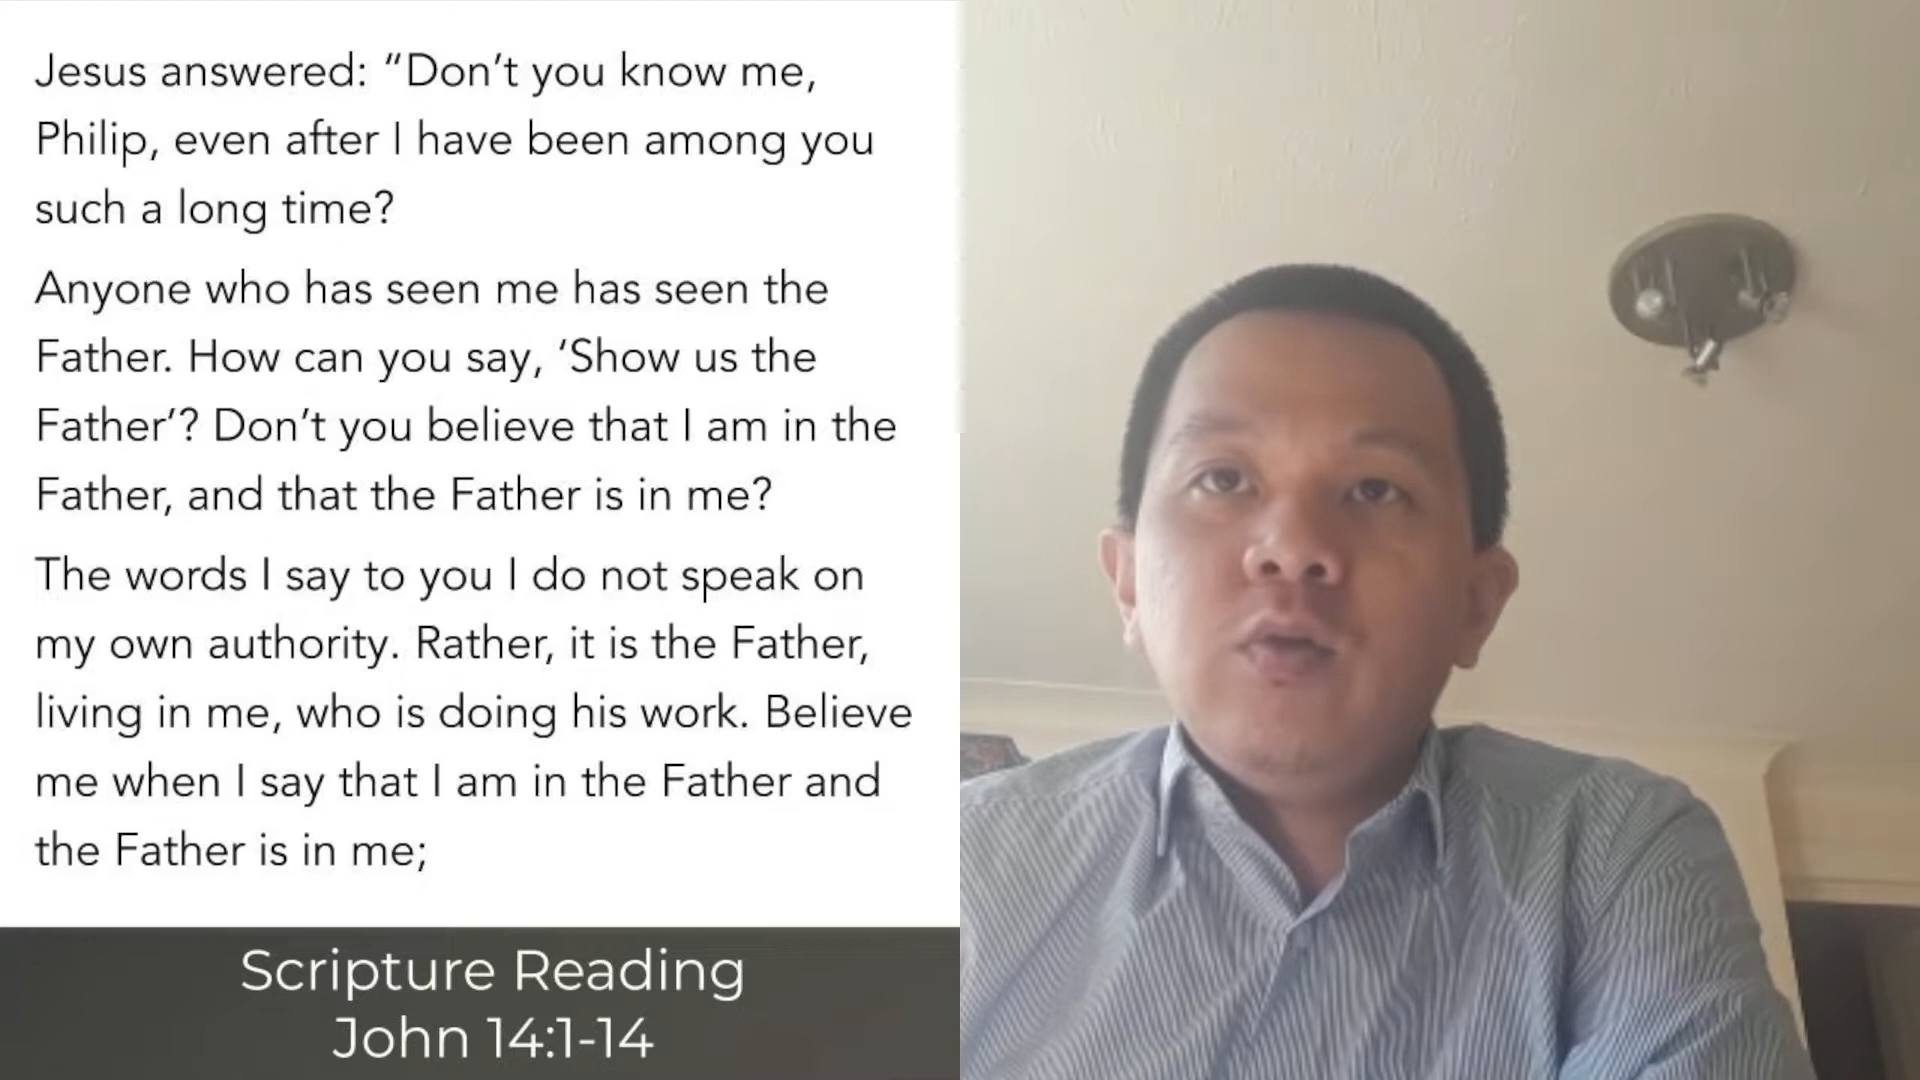 Jesus answered: “Don’t you know me,
Philip, even after I have been among you
such a long time?
Anyone who has seen me has seen the
Father. How can you say, ‘Show us the
Father’? Don’t you believe that I am in the
Father, and that the Father is in me?
The words I say to you I do not speak on
my own authority. Rather, it is the Father,
living in me, who is doing his work. Believe
me when I say that I am in the Father and
the Father is in me;
Scripture Reading
John 14:1-14